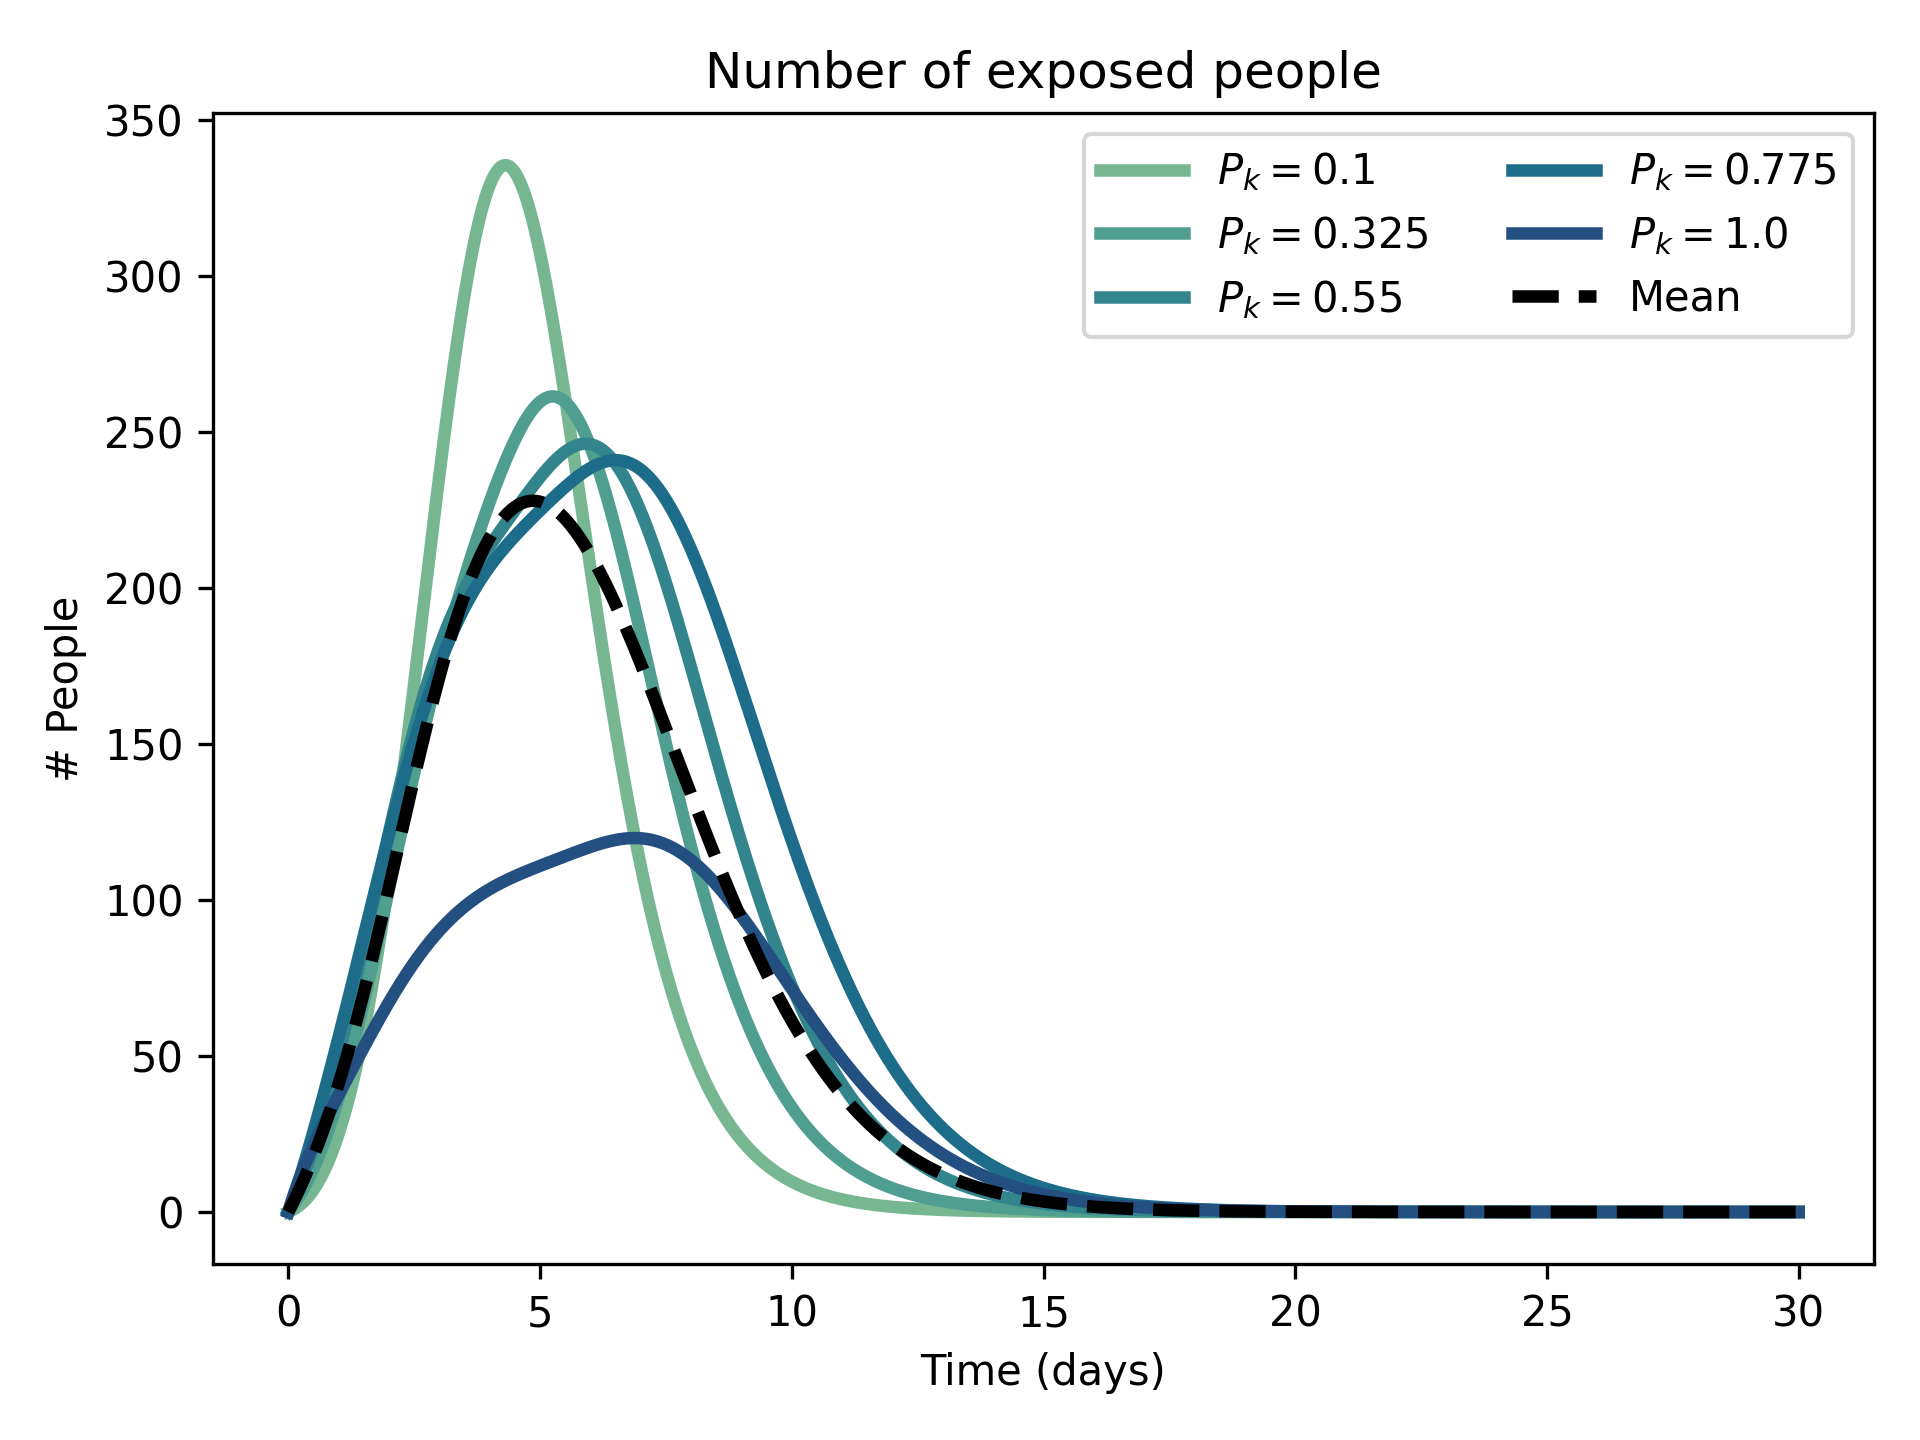 Number of exposed people
350
300
250
200
150
100
50
0
# People
P_k = 0.1
P_k = 0.325
P_k = 0.55
P_k = 0.775
P_k = 1.0
Mean
0 5 10 15 20 25 30
Time (days)